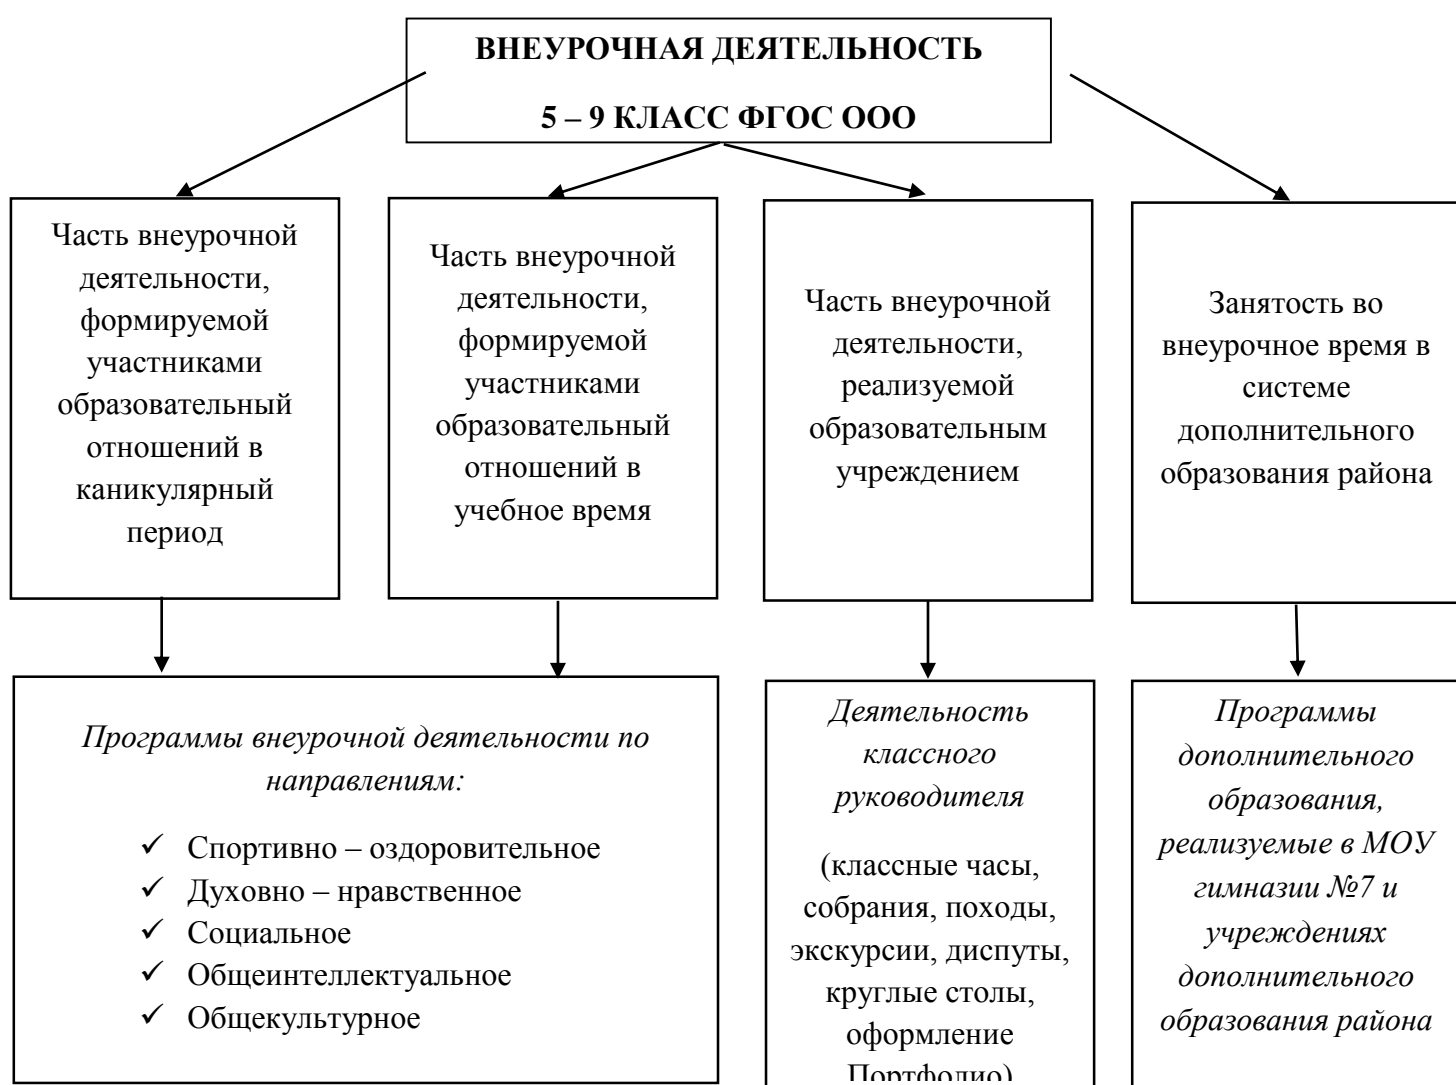 ВНЕУРОЧНАЯ ДЕЯТЕЛЬНОСТЬ
5 – 9 КЛАСС ФГОС ООО
Часть внеурочной
деятельности,
формируемой
участниками
образовательный
отношений в
каникулярный
период
Часть внеурочной
деятельности,
формируемой
участниками
образовательный
отношений в
учебное время
Часть внеурочной
деятельности,
реализуемой
образовательным
учреждением
Занятость во
внеурочное время в
системе
дополнительного
образования района
Программы внеурочной деятельности по
направлениям:
✓ Спортивно – оздоровительное
✓ Духовно – нравственное
✓ Социальное
✓ Общеинтеллектуальное
✓ Общекультурное
Деятельность
классного
руководителя
(классные часы,
собрания, походы,
экскурсии, диспуты,
круглые столы,
оформление
Портфолио)
Программы
дополнительного
образования,
реализуемые в МОУ
гимназии №7 и
учреждениях
дополнительного
образования района